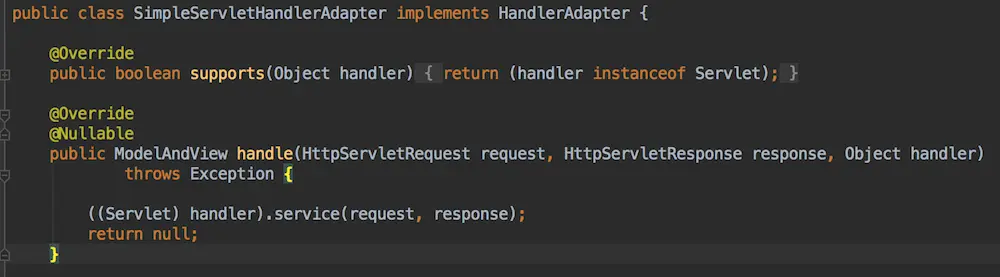 public class SimpleServletHandlerAdapter implements HandlerAdapter {
@Override
public boolean supports(Object handler) { return (handler instanceof Servlet); }
@Override
@Nullable
public ModelAndView handle(HttpServletRequest request, HttpServletResponse response, Object handler)
throws Exception {
((Servlet) handler).service(request, response);
return null;
}